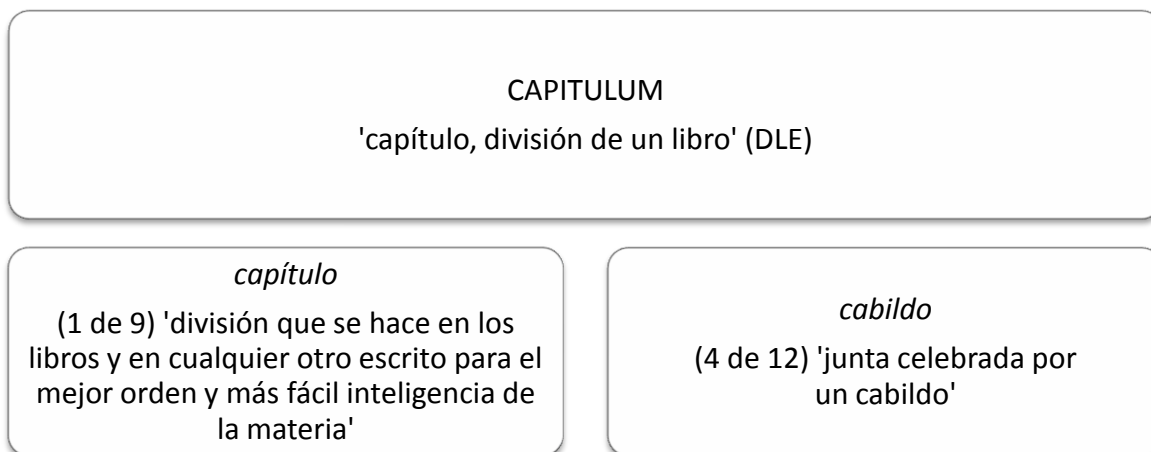 CAPITULUM
'capítulo, división de un libro' (DLE)
capítulo
(1 de 9) 'división que se hace en los
libros y en cualquier otro escrito para el
mejor orden y más fácil inteligencia de
la materia'
cabildo
(4 de 12) 'junta celebrada por
un cabildo'